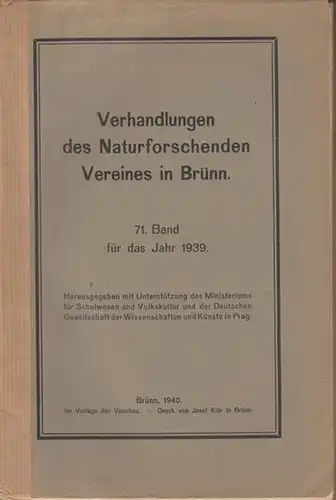 Verhandlungen
des Naturforschenden
Vereines in Brünn.
71. Band
für das Jahr 1939.
Herausgegeben mit Unterstützung des Ministeriums
für Schulwesen und Volkskultur und der Deutschen
Gesellschaft der Wissenschaften und Künste in Prag.
Brünn, 1940.
Im Verlage des Vereines. — Druck von Josef Klär in Brünn